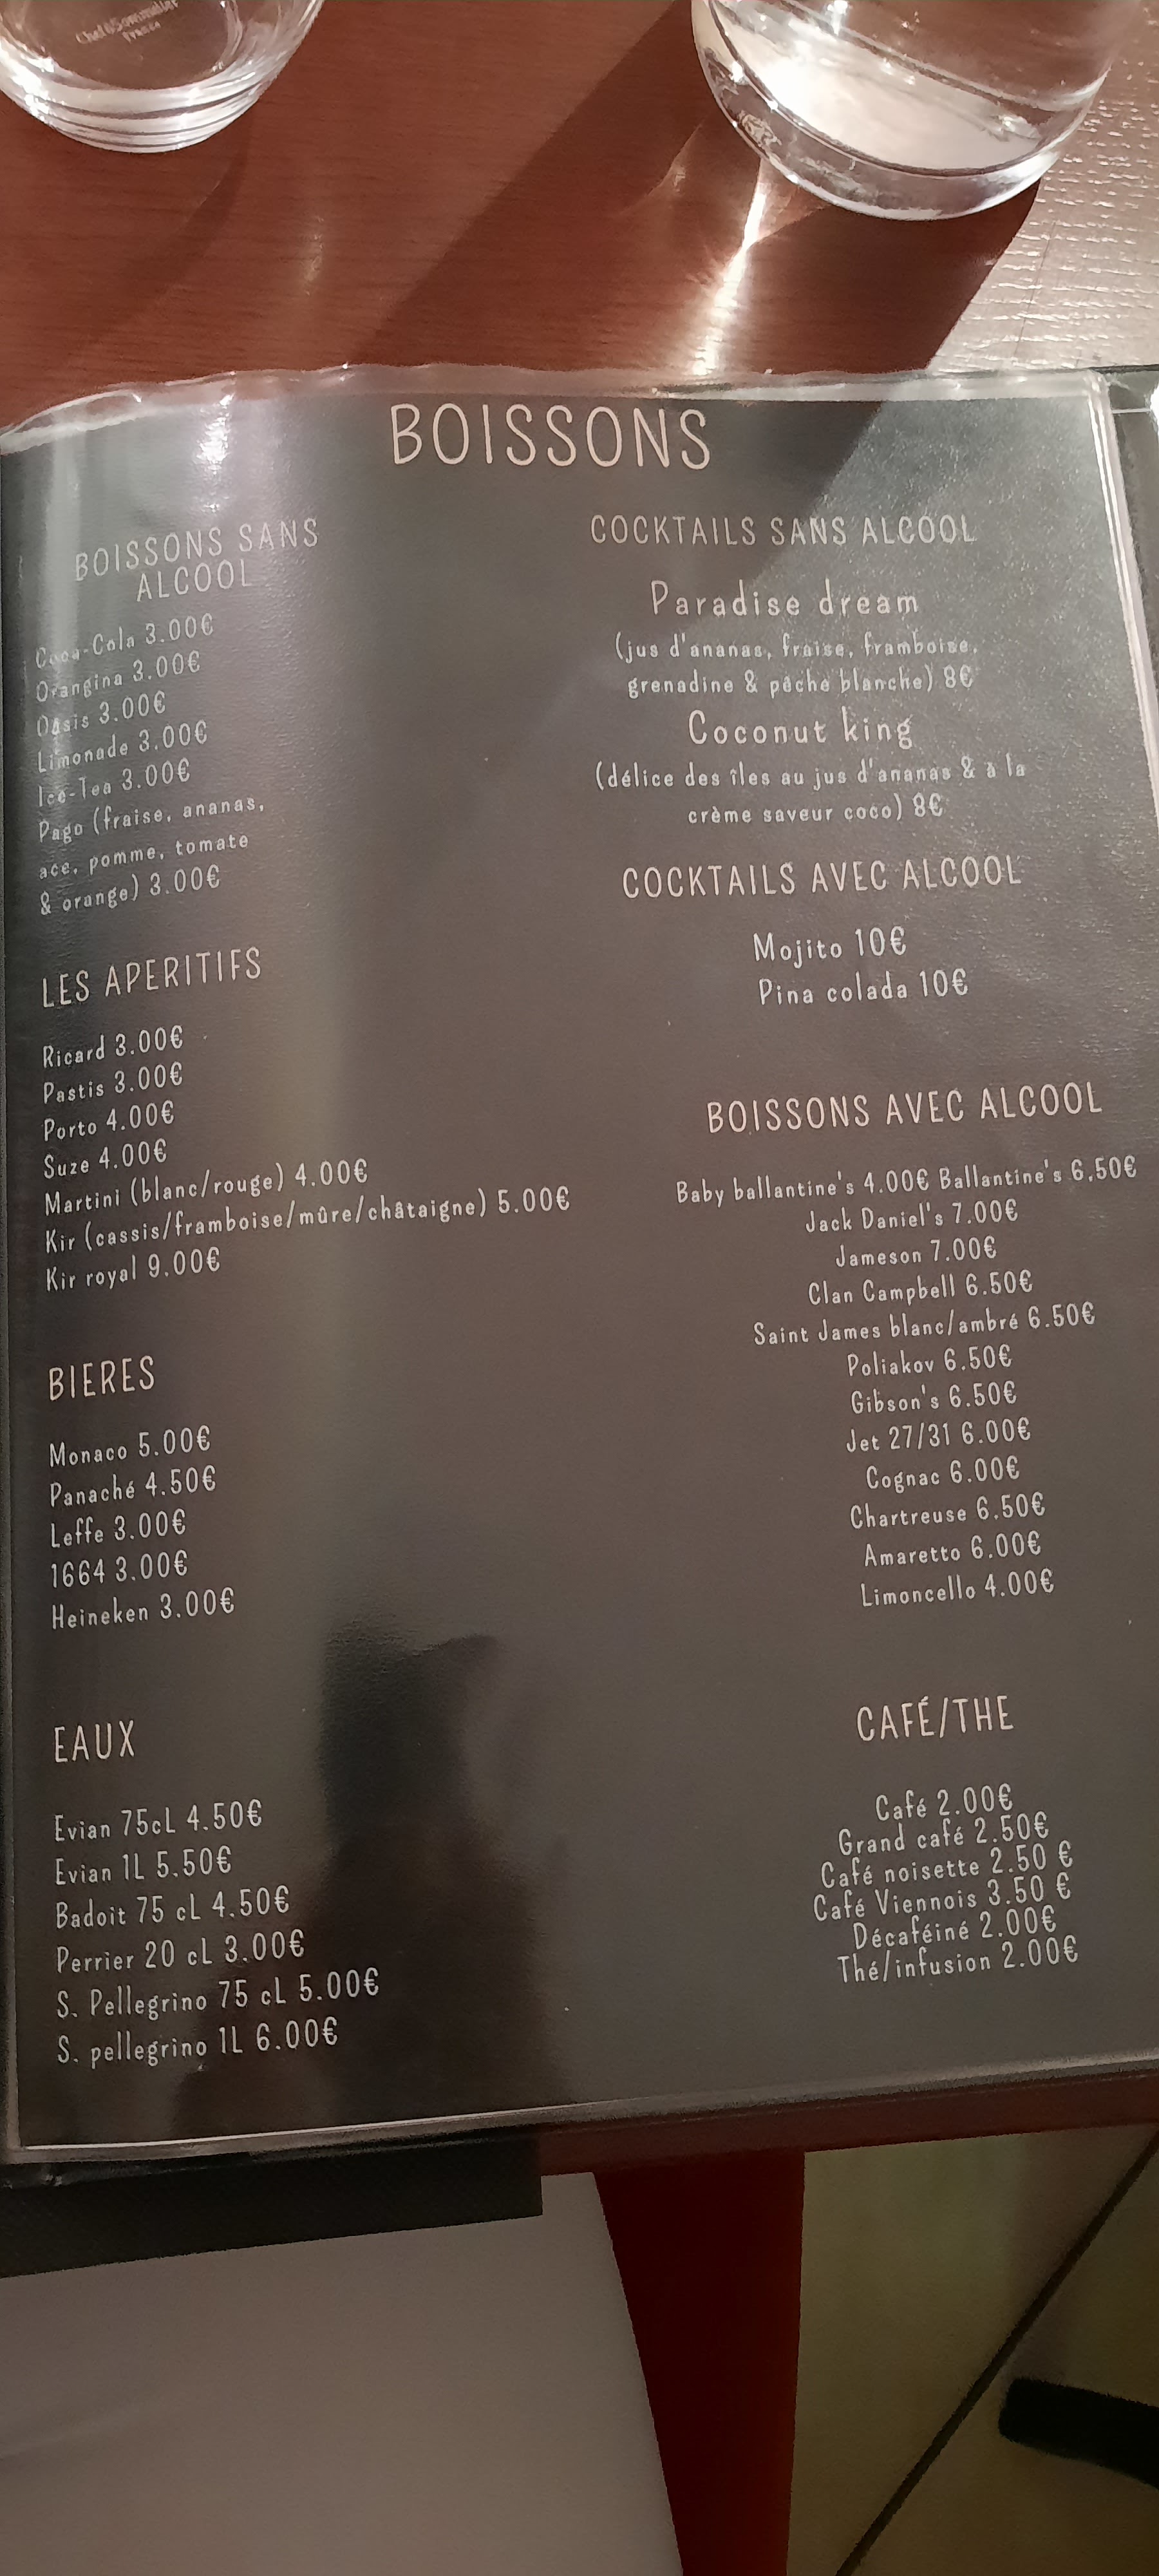 Chef&Sommelier
France
BOISSONS
BOISSONS SANS
ALCOOL
Coca-Cola 3.00€
Orangina 3.00€
Oasis 3.00€
Limonade 3.00€
Ice-Tea 3.00€
Pago (fraise, ananas,
ace, pomme, tomate
& orange) 3.00€
LES APERITIFS
Ricard 3.00€
Pastis 3.00€
Porto 4.00€
Suze 4.00€
Martini (blanc/rouge) 4.00€
Kir (cassis/framboise/mûre/châtaigne) 5.00€
Kir royal 9.00€
BIERES
Monaco 5.00€
Panaché 4.50€
Leffe 3.00€
1664 3.00€
Heineken 3.00€
EAUX
Evian 75cL 4.50€
Evian 1L 5.50€
Badoit 75 cL 4.50€
Perrier 20 cL 3.00€
S. Pellegrino 75 cL 5.00€
S. pellegrino 1L 6.00€
COCKTAILS SANS ALCOOL
Paradise dream
(jus d'ananas, fraise, framboise,
grenadine & pêche blanche) 8€
Coconut king
(délice des îles au jus d'ananas & à la
crème saveur coco) 8€
COCKTAILS AVEC ALCOOL
Mojito 10€
Pina colada 10€
BOISSONS AVEC ALCOOL
Baby ballantine's 4.00€ Ballantine's 6,50€
Jack Daniel's 7.00€
Jameson 7.00€
Clan Campbell 6.50€
Saint James blanc/ambré 6.50€
Poliakov 6.50€
Gibson's 6.50€
Jet 27/31 6.00€
Cognac 6.00€
Chartreuse 6.50€
Amaretto 6.00€
Limoncello 4.00€
CAFÉ/THE
Café 2.00€
Grand café 2.50€
Café noisette 2.50 €
Café Viennois 3.50 €
Décaféiné 2.00€
Thé/infusion 2.00€